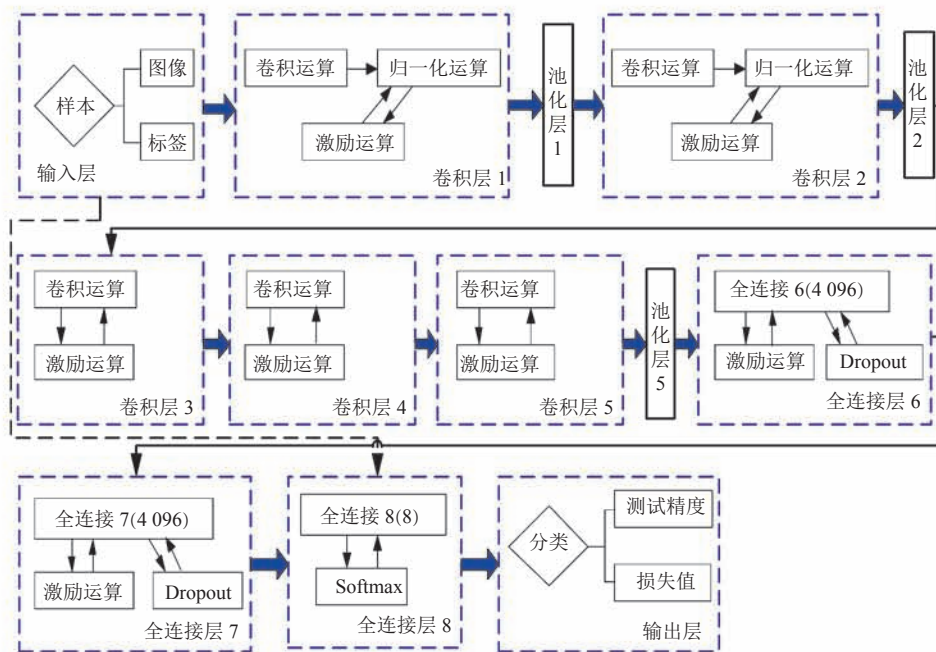 样本
图像
标签
输入层
卷积运算
归一化运算
激励运算
卷积层 1
池化层1
卷积运算
归一化运算
激励运算
卷积层 2
池化层2
卷积运算
激励运算
卷积层 3
卷积运算
激励运算
卷积层 4
卷积运算
激励运算
卷积层 5
池化层5
全连接 6(4 096)
激励运算
Dropout
全连接层 6
全连接 7(4 096)
激励运算
Dropout
全连接层 7
全连接 8(8)
Softmax
全连接层 8
分类
测试精度
损失值
输出层